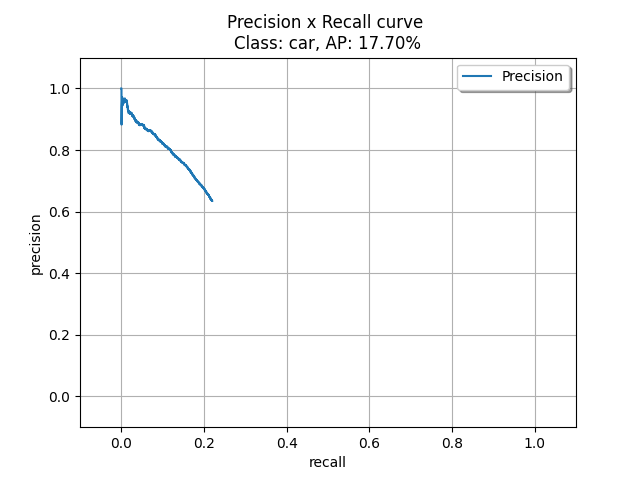 Precision x Recall curve
Class: car, AP: 17.70%
Precision
1.0
0.8
0.6
0.4
0.2
0.0
precision
0.0 0.2 0.4 0.6 0.8 1.0
recall